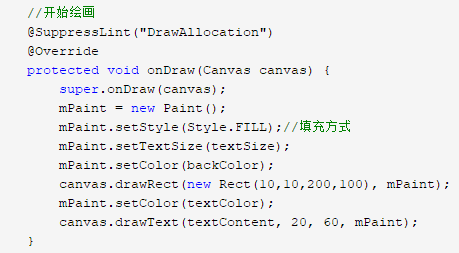 //开始绘画
@SuppressLint("DrawAllocation")
@Override
protected void onDraw(Canvas canvas) {
super.onDraw(canvas);
mPaint = new Paint();
mPaint.setStyle(Style.FILL);//填充方式
mPaint.setTextSize(textSize);
mPaint.setColor(backColor);
canvas.drawRect(new Rect(10,10,200,100), mPaint);
mPaint.setColor(textColor);
canvas.drawText(textContent, 20, 60, mPaint);
}